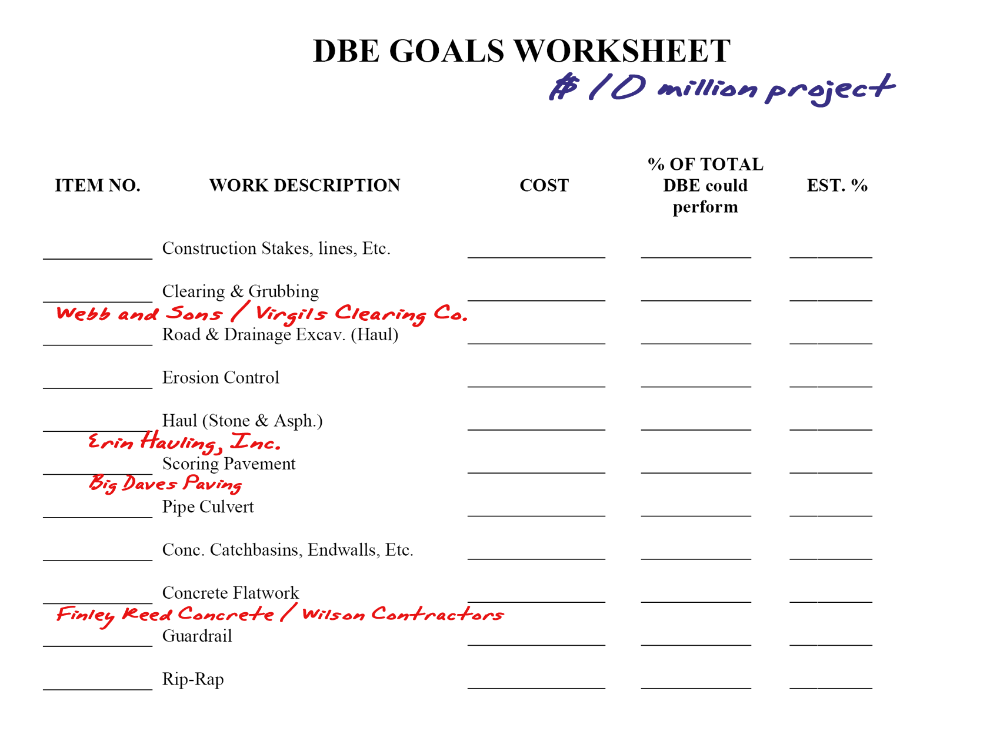 DBE GOALS WORKSHEET
$10 million project
% OF TOTAL
ITEM NO. WORK DESCRIPTION COST DBE could EST. %
perform
Construction Stakes, lines, Etc.
Clearing & Grubbing
Webb and Sons / Virgils Clearing Co.
Road & Drainage Excav. (Haul)
Erosion Control
Haul (Stone & Asph.)
Erin Hauling, Inc.
Scoring Pavement
Big Daves Paving
Pipe Culvert
Conc. Catchbasins, Endwalls, Etc.
Concrete Flatwork
Finley Reed Concrete / Wilson Contractors
Guardrail
Rip-Rap